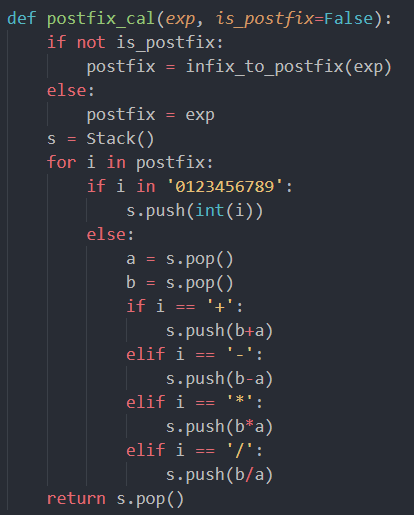 def postfix_cal(exp, is_postfix=False):
    if not is_postfix:
        postfix = infix_to_postfix(exp)
    else:
        postfix = exp
    s = Stack()
    for i in postfix:
        if i in '0123456789':
            s.push(int(i))
        else:
            a = s.pop()
            b = s.pop()
            if i == '+':
                s.push(b+a)
            elif i == '-':
                s.push(b-a)
            elif i == '*':
                s.push(b*a)
            elif i == '/':
                s.push(b/a)
    return s.pop()